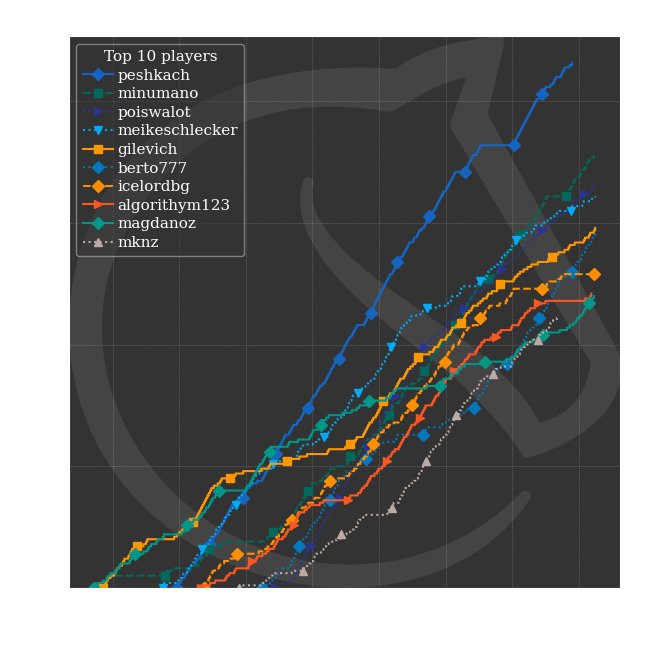 Top 10 players
peshkach
minumano
poiswalot
meikeschlecker
gilevich
berto777
icelordbg
algorithym123
magdanoz
mknz